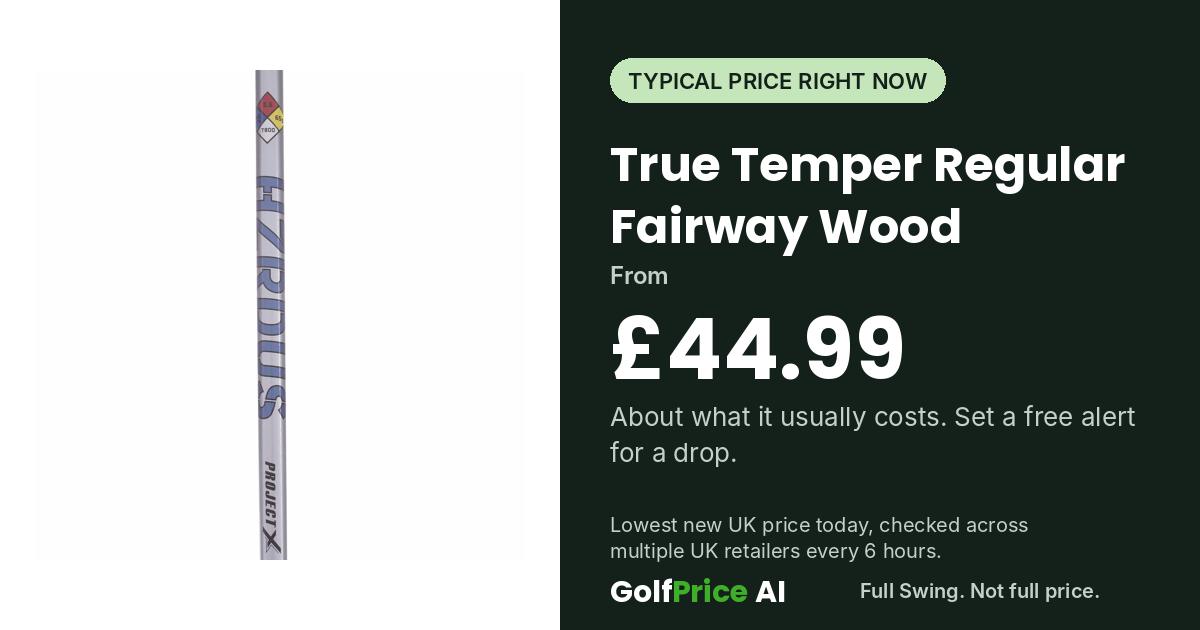 TYPICAL PRICE RIGHT NOW
True Temper Regular
Fairway Wood
From
£44.99
About what it usually costs. Set a free alert
for a drop.
Lowest new UK price today, checked across
multiple UK retailers every 6 hours.
GolfPrice AI
Full Swing. Not full price.
T800
HZRDUS
PROJECT X